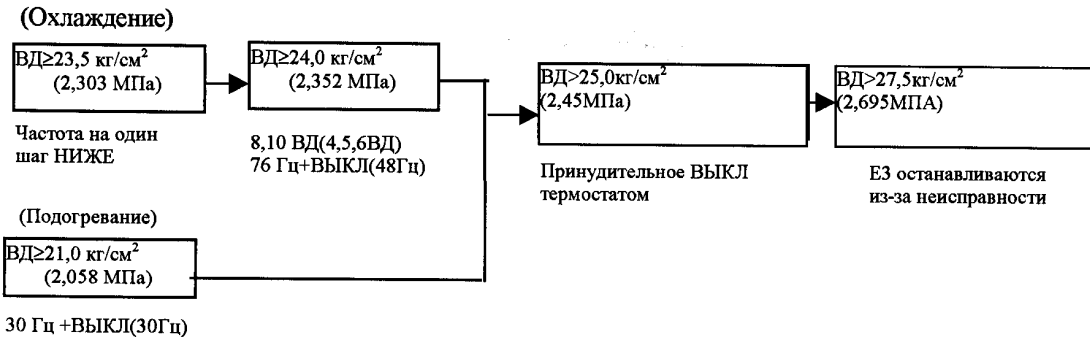 (Охлаждение)
ВД≥23,5 kг/см²
(2,303 МПа)
Частота на один
шаг НИЖЕ
ВД≥24,0 кг/см²
(2,352 МПа)
8,10 ВД(4,5,6ВД)
76 Гц+ВЫКЛ(48Гц)
ВД>25,0кг/см²
(2,45МПа)
Принудительное ВЫКЛ
термостатом
ВД>27,5кг/см²
(2,695МПА)
Е3 останавливаются
из-за неисправности
(Подогревание)
ВД≥21,0 кг/см²
(2,058 МПа)
30 Гц +ВЫКЛ(30Гц)